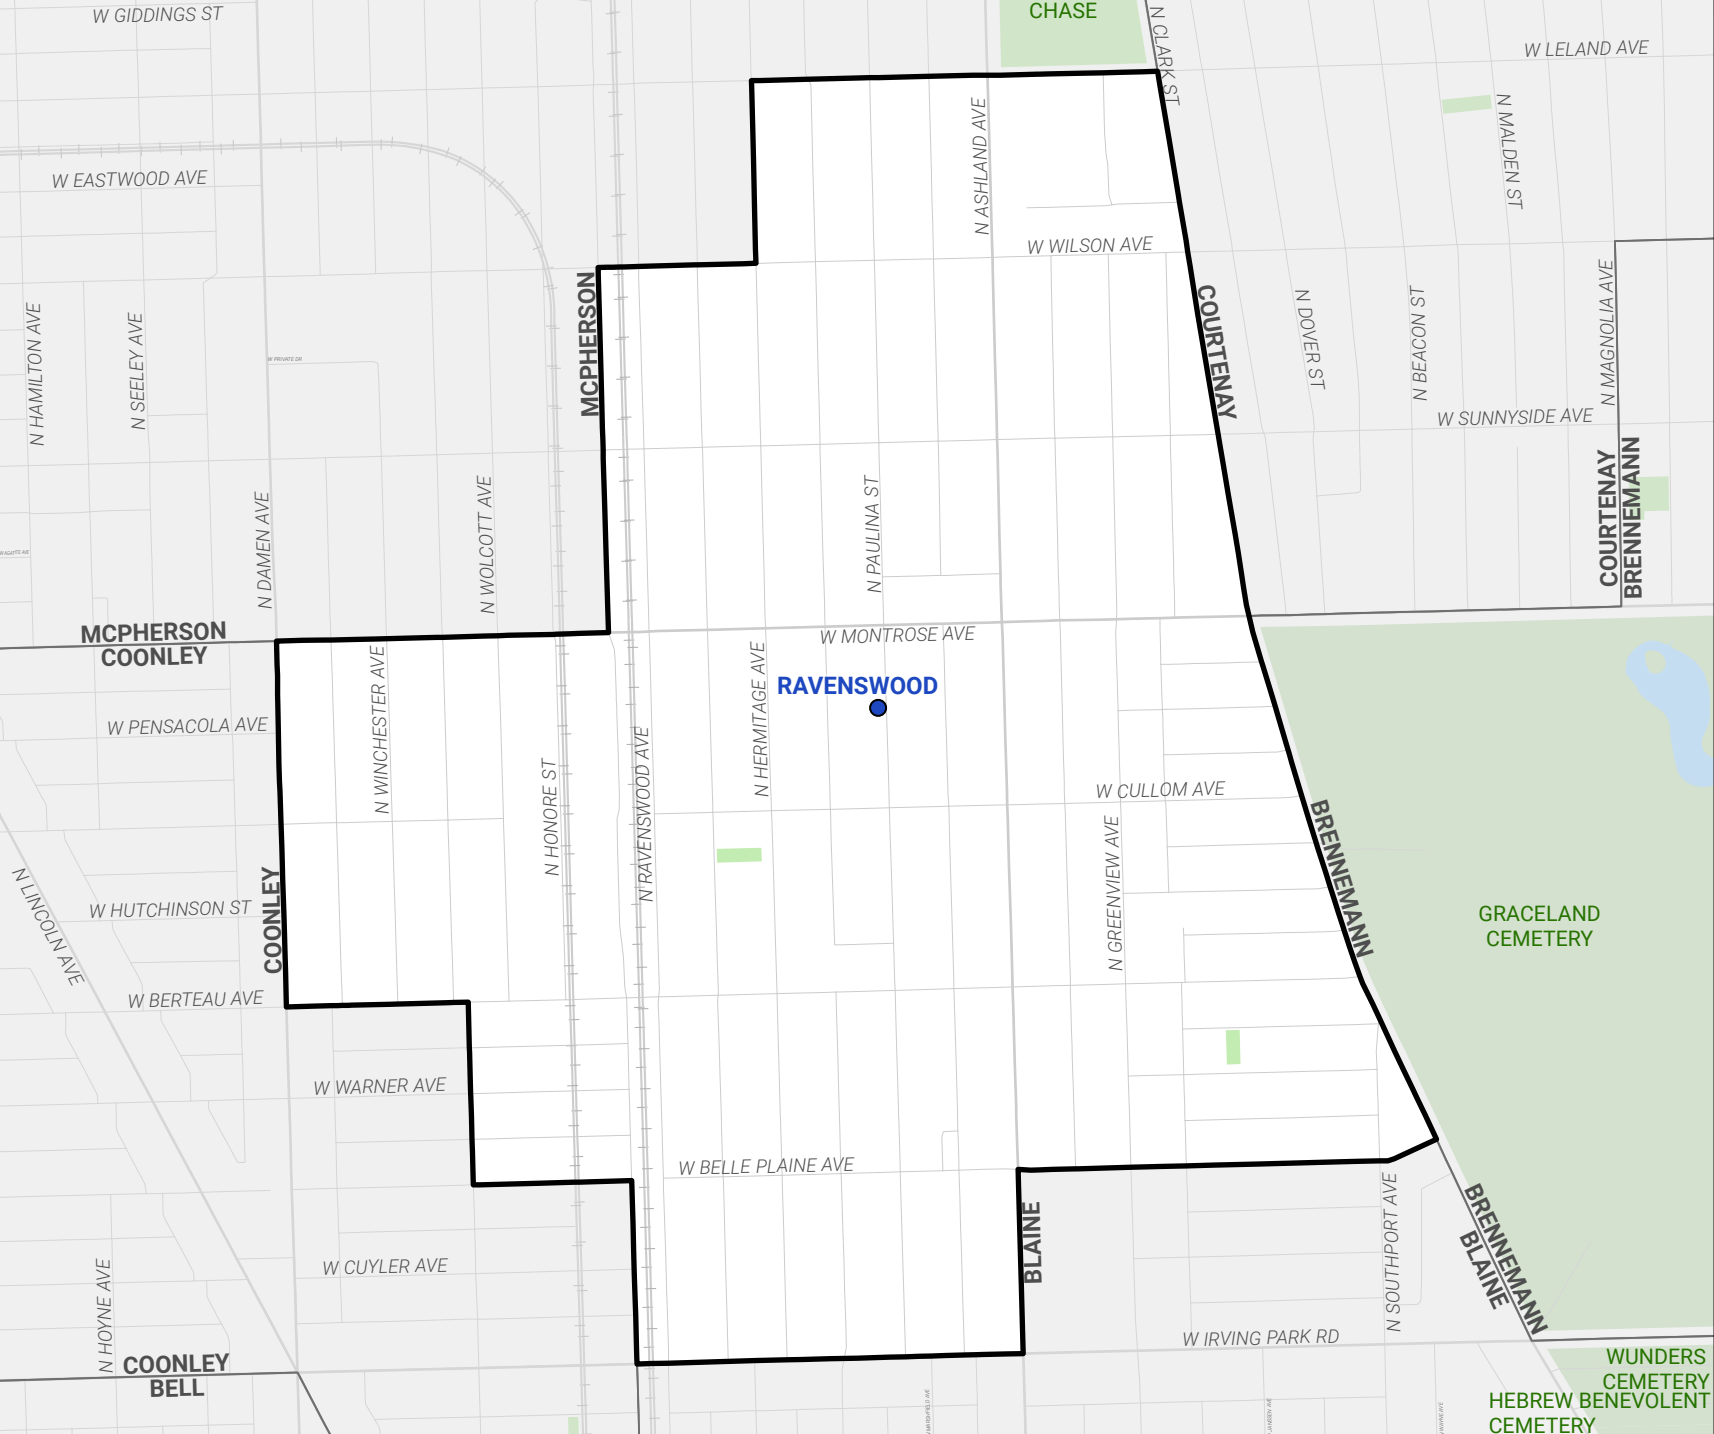 W GIDDINGS ST
CHASE
N CLARK ST
W LELAND AVE
N MALDEN ST
N ASHLAND AVE
W EASTWOOD AVE
W WILSON AVE
N HAMILTON AVE
N SEELEY AVE
MCPHERSON
COURTENAY
N DOVER ST
N BEACON ST
N MAGNOLIA AVE
W PRIVATE DR
W SUNNYSIDE AVE
N DAMEN AVE
N WOLCOTT AVE
N PAULINA ST
COURTENAY
BRENNEMANN
MCPHERSON
COONLEY
W MONTROSE AVE
RAVENSWOOD
N WINCHESTER AVE
N HERMITAGE AVE
W PENSACOLA AVE
N HONORE ST
N RAVENSWOOD AVE
W CULLOM AVE
N GREENVIEW AVE
BRENNEMANN
N LINCOLN AVE
COONLEY
W HUTCHINSON ST
GRACELAND
CEMETERY
W BERTEAU AVE
W WARNER AVE
W BELLE PLAINE AVE
BLAINE
N SOUTHPORT AVE
BRENNEMANN
BLAINE
W CUYLER AVE
N HOYNE AVE
W IRVING PARK RD
COONLEY
BELL
WUNDERS
CEMETERY
HEBREW BENEVOLENT
CEMETERY